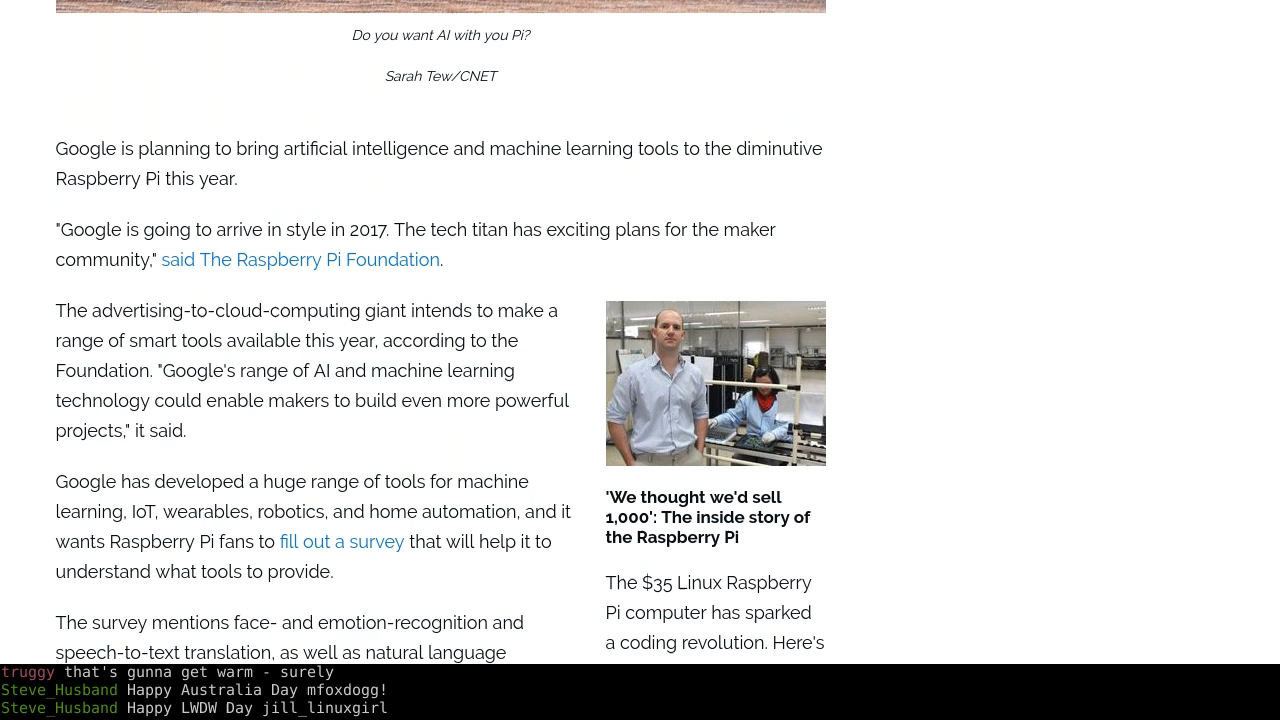 Do you want AI with you Pi?
Sarah Tew/CNET
Google is planning to bring artificial intelligence and machine learning tools to the diminutive
Raspberry Pi this year.
"Google is going to arrive in style in 2017. The tech titan has exciting plans for the maker
community," said The Raspberry Pi Foundation.
The advertising-to-cloud-computing giant intends to make a
range of smart tools available this year, according to the
Foundation. "Google's range of AI and machine learning
technology could enable makers to build even more powerful
projects," it said.
Google has developed a huge range of tools for machine
learning, IoT, wearables, robotics, and home automation, and it
wants Raspberry Pi fans to fill out a survey that will help it to
understand what tools to provide.
The survey mentions face- and emotion-recognition and
speech-to-text translation, as well as natural language
'We thought we'd sell
1,000': The inside story of
the Raspberry Pi
The $35 Linux Raspberry
Pi computer has sparked
a coding revolution. Here's
truggy that's gunna get warm - surely
Steve_Husband Happy Australia Day mfoxdogg!
Steve_Husband Happy LWDW Day jill_linuxgirl